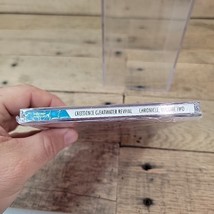 CREEDENCE CLEARWATER REVIVAL CHRONICLE, VOLUME TWO